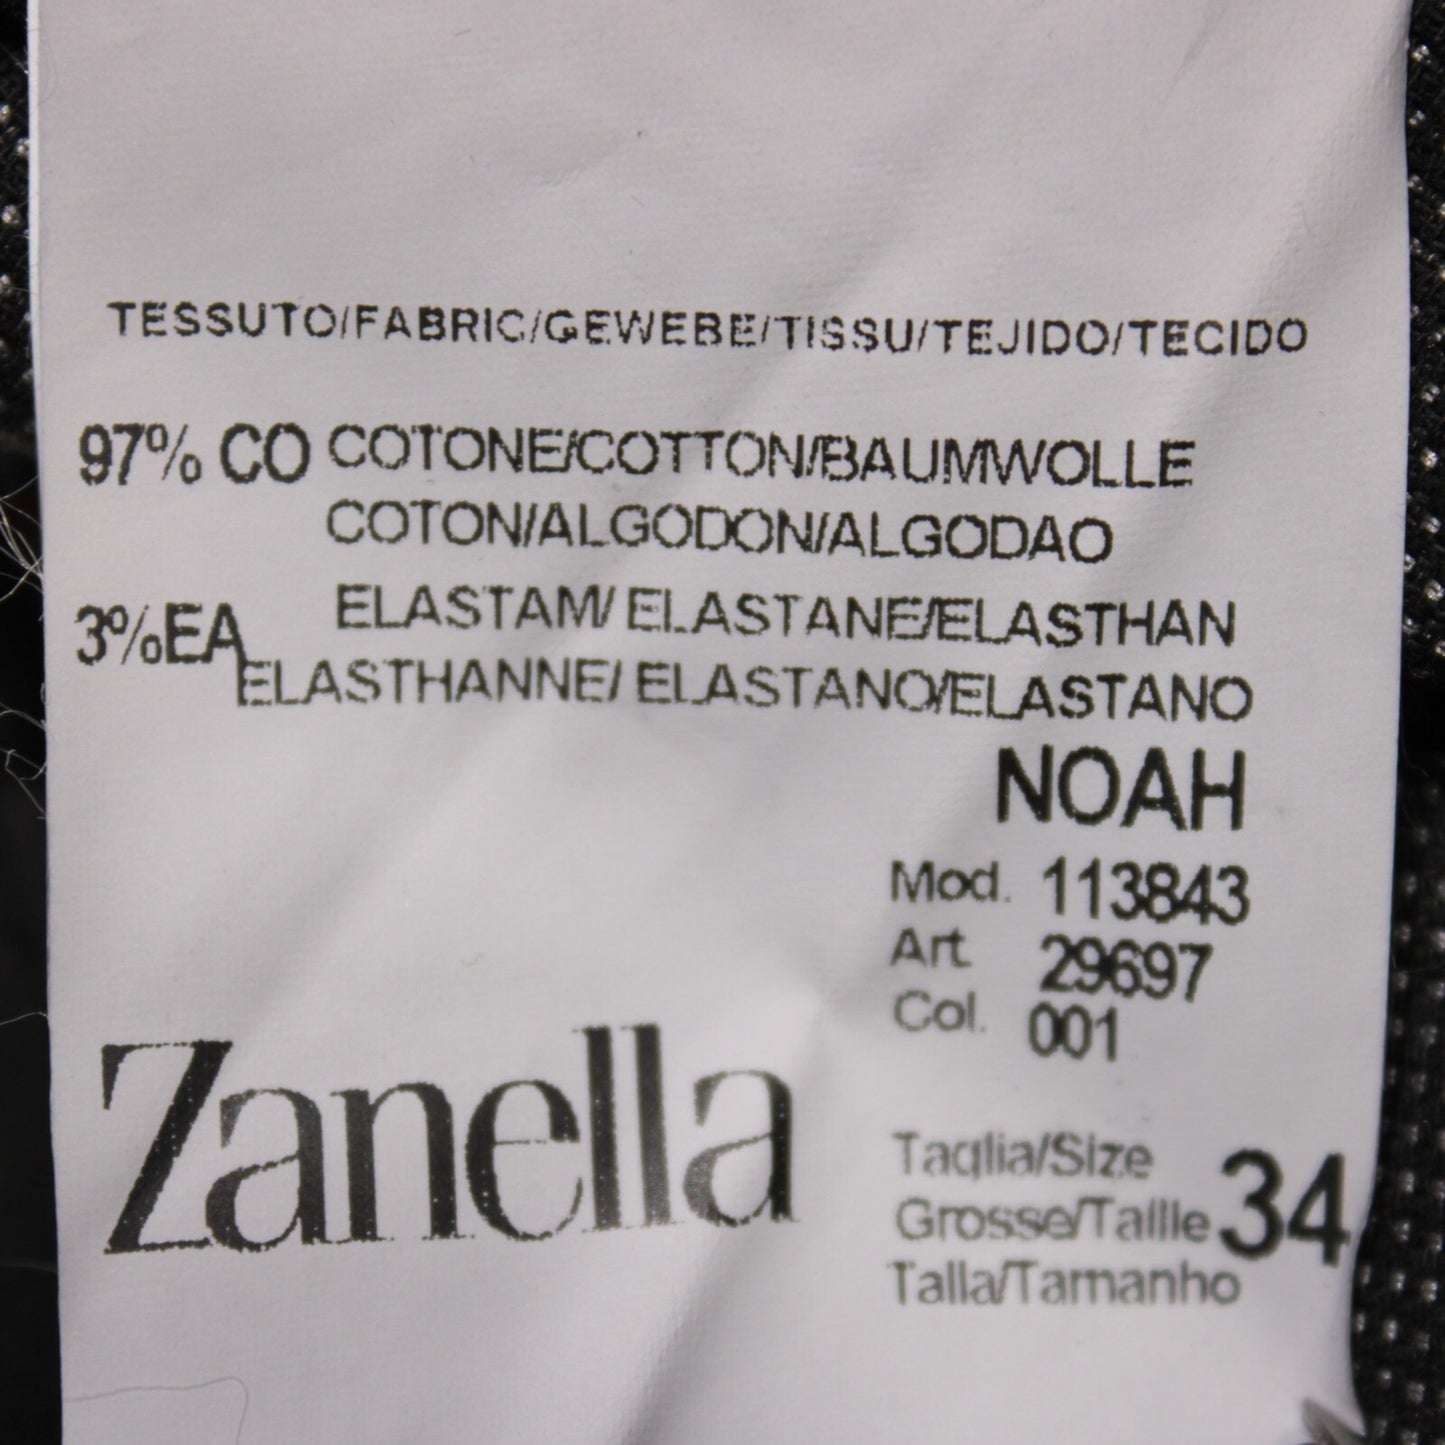 TESSUTO/FABRIC/GEWEBE/TISSU/TEJIDO/TECIDO
97% CO COTONE/COTTON/BAUMWOLLE
COTON/ALGODON/ALGODAO
3%EA ELASTAM/ ELASTANE/ELASTHAN
ELASTHANNE/ ELASTANO/ELASTANO
NOAH
Mod. 113843
Art. 29697
Col. 001
Zanella
Taglia/Size
Grosse/Taille 34
Talla/Tamanho